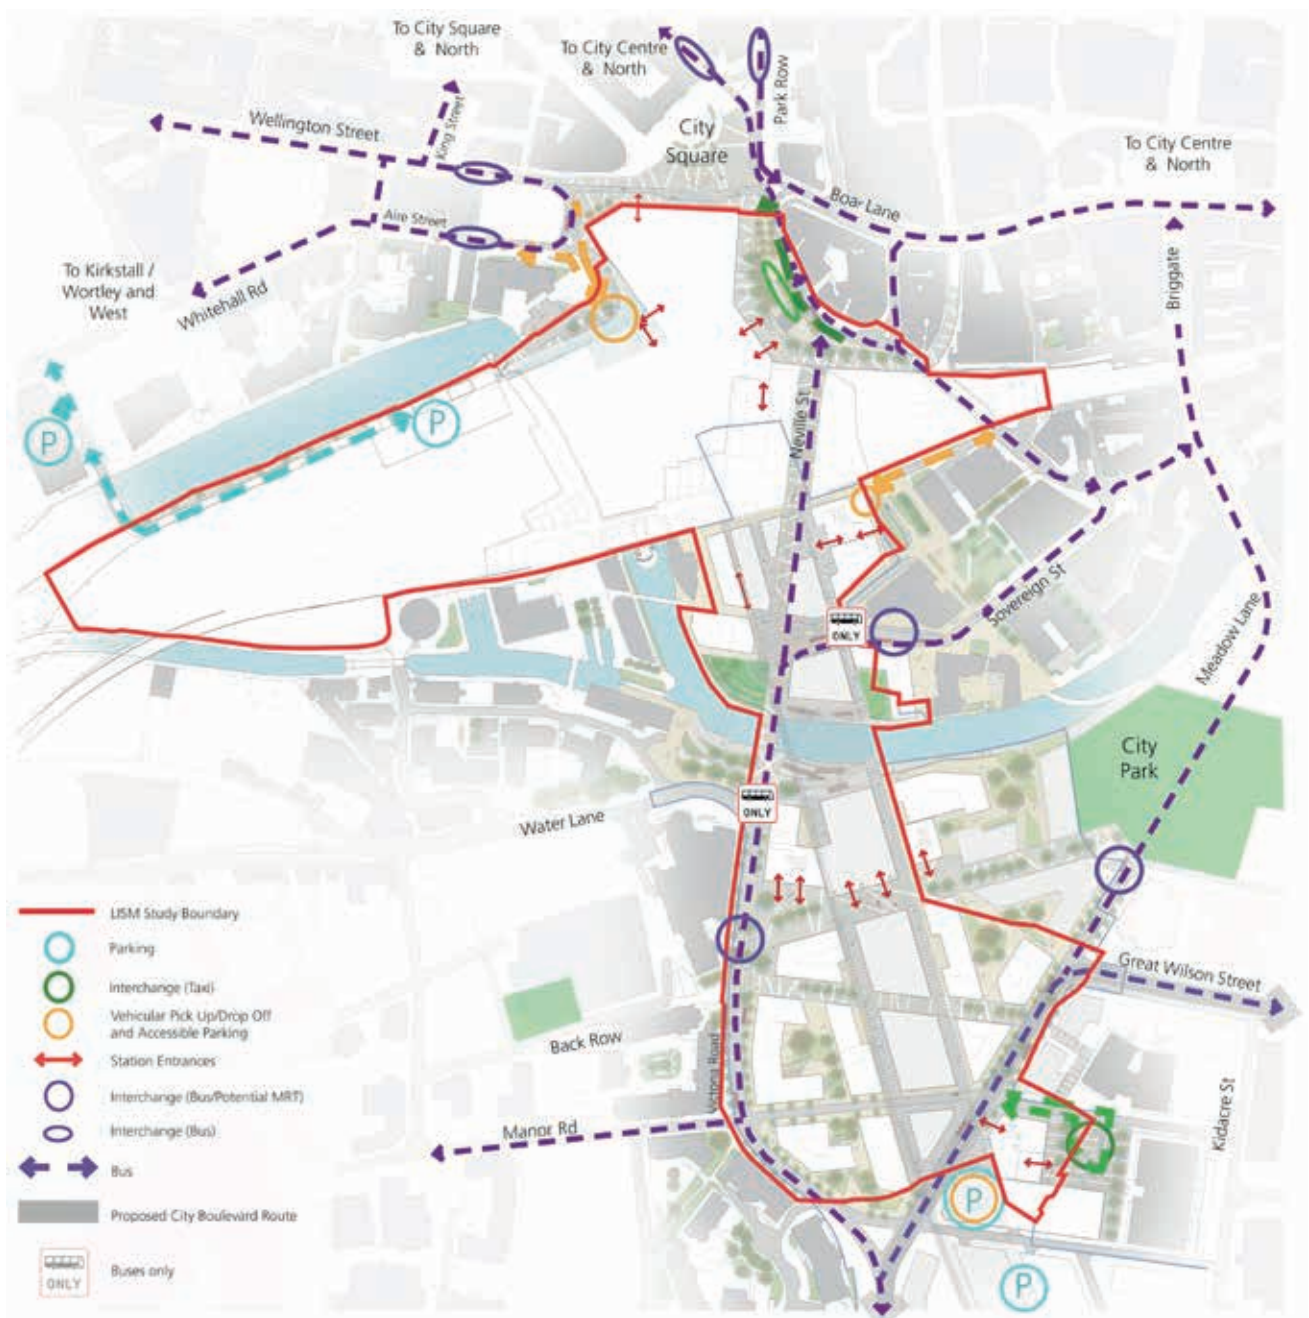 To City Square
& North
To City Centre
& North
Park Row
Wellington Street
King Street
City
Square
To City Centre
& North
Boar Lane
Aire Street
Briggate
To Kirkstall /
Wortley and
West
Whitehall Rd
P
P
Neville St
Sovereign St
ONLY
Meadow Lane
City
Park
ONLY
Water Lane
LISM Study Boundary
Parking
Great Wilson Street
Interchange (Taxi)
Vehicular Pick Up/Drop Off
and Accessible Parking
Back Row
Station Entrances
Victoria Road
Interchange (Bus/Potential MRT)
Kidacre St
Interchange (Bus)
Manor Rd
Bus
P
Proposed City Boulevard Route
ONLY
Buses only
P